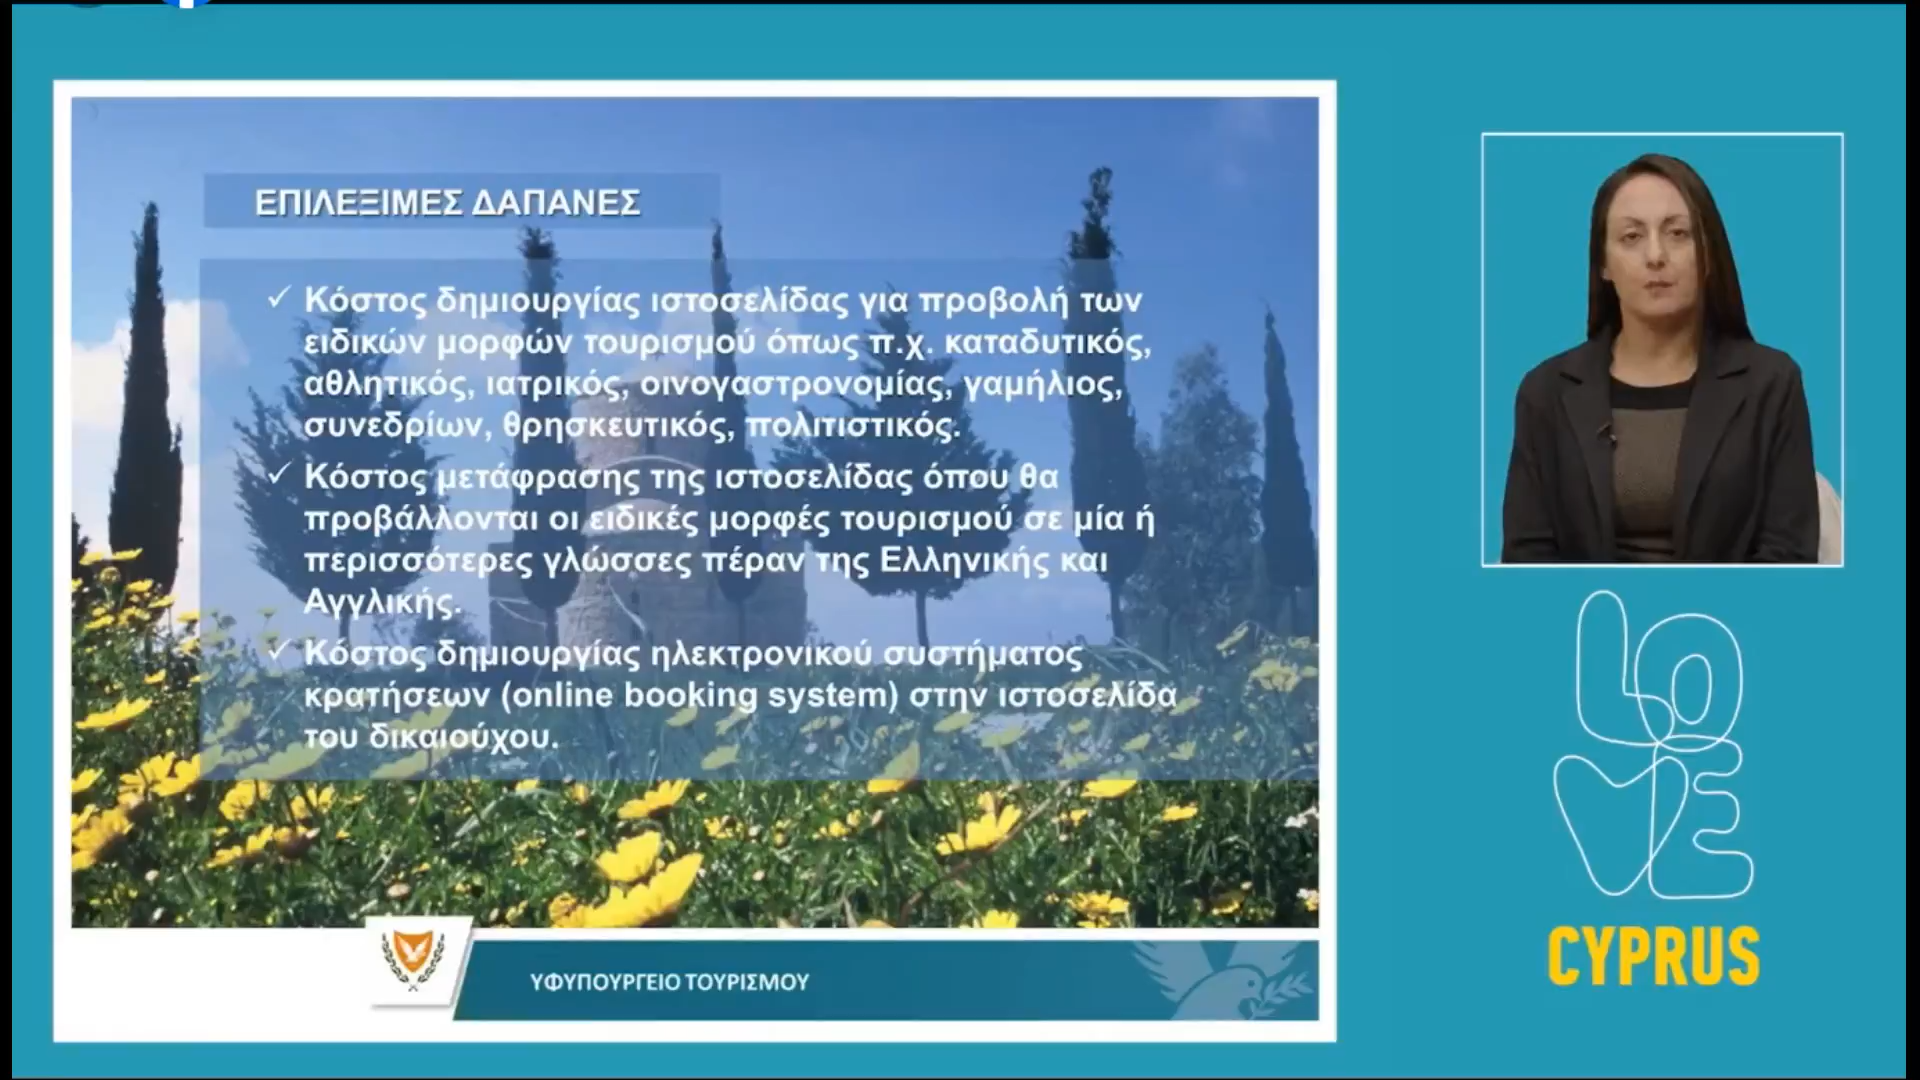 ΕΠΙΛΕΞΙΜΕΣ ΔΑΠΑΝΕΣ
✓ Κόστος δημιουργίας ιστοσελίδας για προβολή των
ειδικών μορφών τουρισμού όπως π.χ. καταδυτικός,
αθλητικός, ιατρικός, οινογαστρονομίας, γαμήλιος,
συνεδρίων, θρησκευτικός, πολιτιστικός.
✓ Κόστος μετάφρασης της ιστοσελίδας όπου θα
προβάλλονται οι ειδικές μορφές τουρισμού σε μία ή
περισσότερες γλώσσες πέραν της Ελληνικής και
Αγγλικής.
✓ Κόστος δημιουργίας ηλεκτρονικού συστήματος
κρατήσεων (online booking system) στην ιστοσελίδα
του δικαιούχου.
ΥΦΥΠΟΥΡΓΕΙΟ ΤΟΥΡΙΣΜΟΥ
LO
VE
CYPRUS